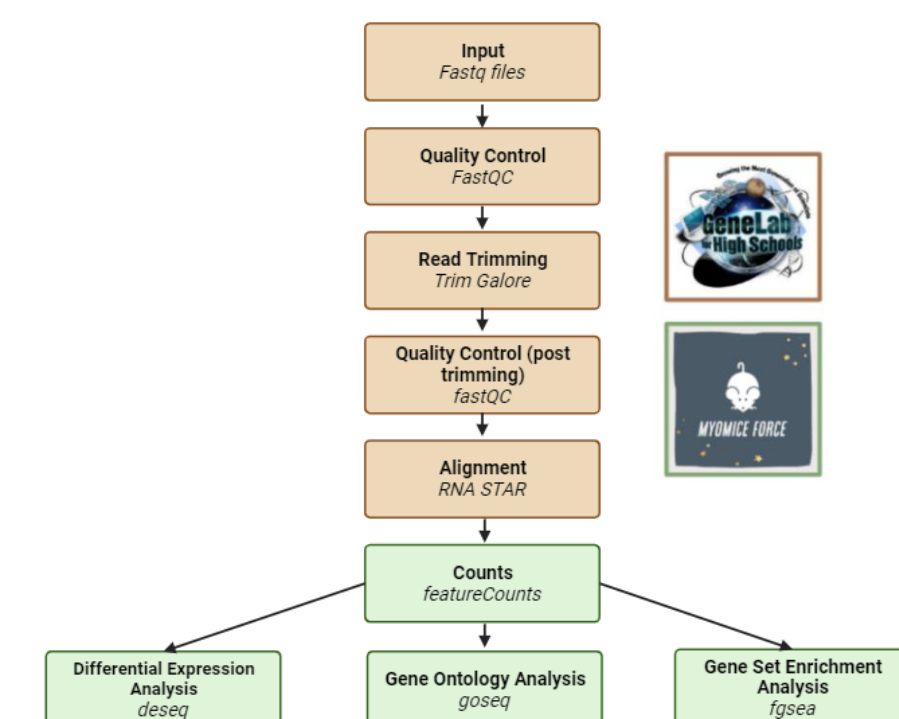 Input
Fastq files
Quality Control
FastQC
Read Trimming
Trim Galore
Quality Control (post
trimming)
fastQC
Alignment
RNA STAR
GeneLab
for High Schools
MYOMICE FORCE
Counts
featureCounts
Differential Expression
Analysis
deseq
Gene Ontology Analysis
goseq
Gene Set Enrichment
Analysis
fgsea